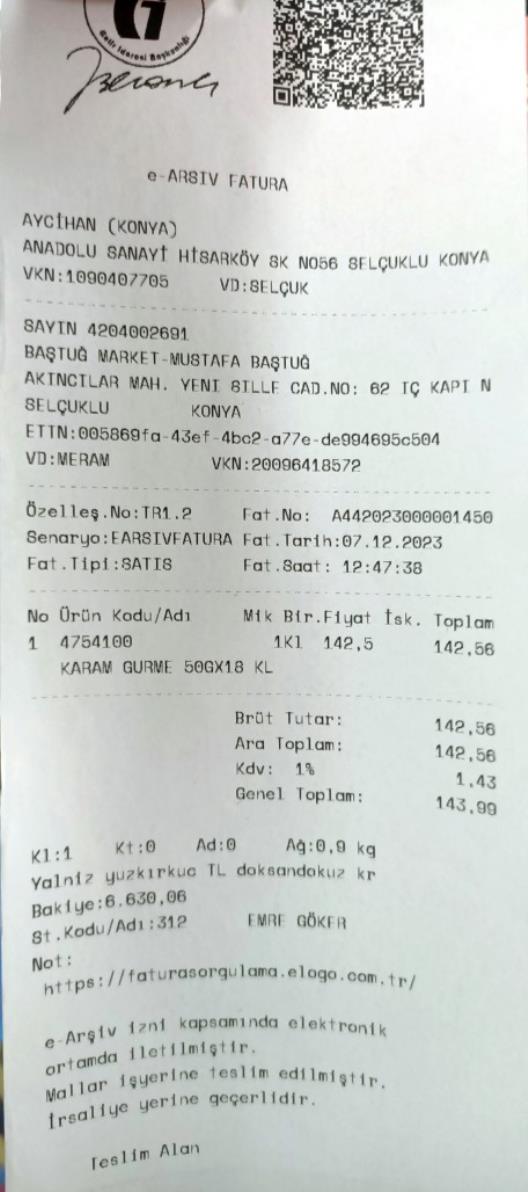 Gelir İdaresi Başkanlığı
e-ARSIV FATURA
AYCİHAN (KONYA)
ANADOLU SANAYİ HİSARKÖY SK NO56 SELÇUKLU KONYA
VKN:1090407705 VD:SELÇUK
SAYIN 4204002691
BAŞTUĞ MARKET-MUSTAFA BAŞTUĞ
AKINCILAR MAH. YENI SILLE CAD.NO: 62 IÇ KAPI N
SELÇUKLU KONYA
ETTN:005869fa-43ef-4bc2-a77e-de994695c504
VD:MERAM VKN:20096418572
Özelleş.No:TR1.2 Fat.No: A442023000001450
Senaryo:EARSIVFATURA Fat.Tarih:07.12.2023
Fat.Tipi:SATIS Fat.Saat: 12:47:38
No Ürün Kodu/Adı Mik Bir.Fiyat İsk. Toplam
1 4754100 1Kl 142,5 142,56
KARAM GURME 50GX18 KL
Brüt Tutar: 142,56
Ara Toplam: 142,56
Kdv: 1% 1,43
Genel Toplam: 143,99
Kl:1 Kt:0 Ad:0 Ağ:0,9 kg
Yalniz yuzkırkuc TL doksandokuz kr
Bakiye:6.630,06
St.Kodu/Adı:312 EMRE GÖKER
Not:
https://faturasorgulama.elogo.com.tr/
e-Arşiv izni kapsamında elektronik
ortamda iletilmiştir.
Mallar işyerine teslim edilmiştir.
İrsaliye yerine geçerlidir.
Teslim Alan